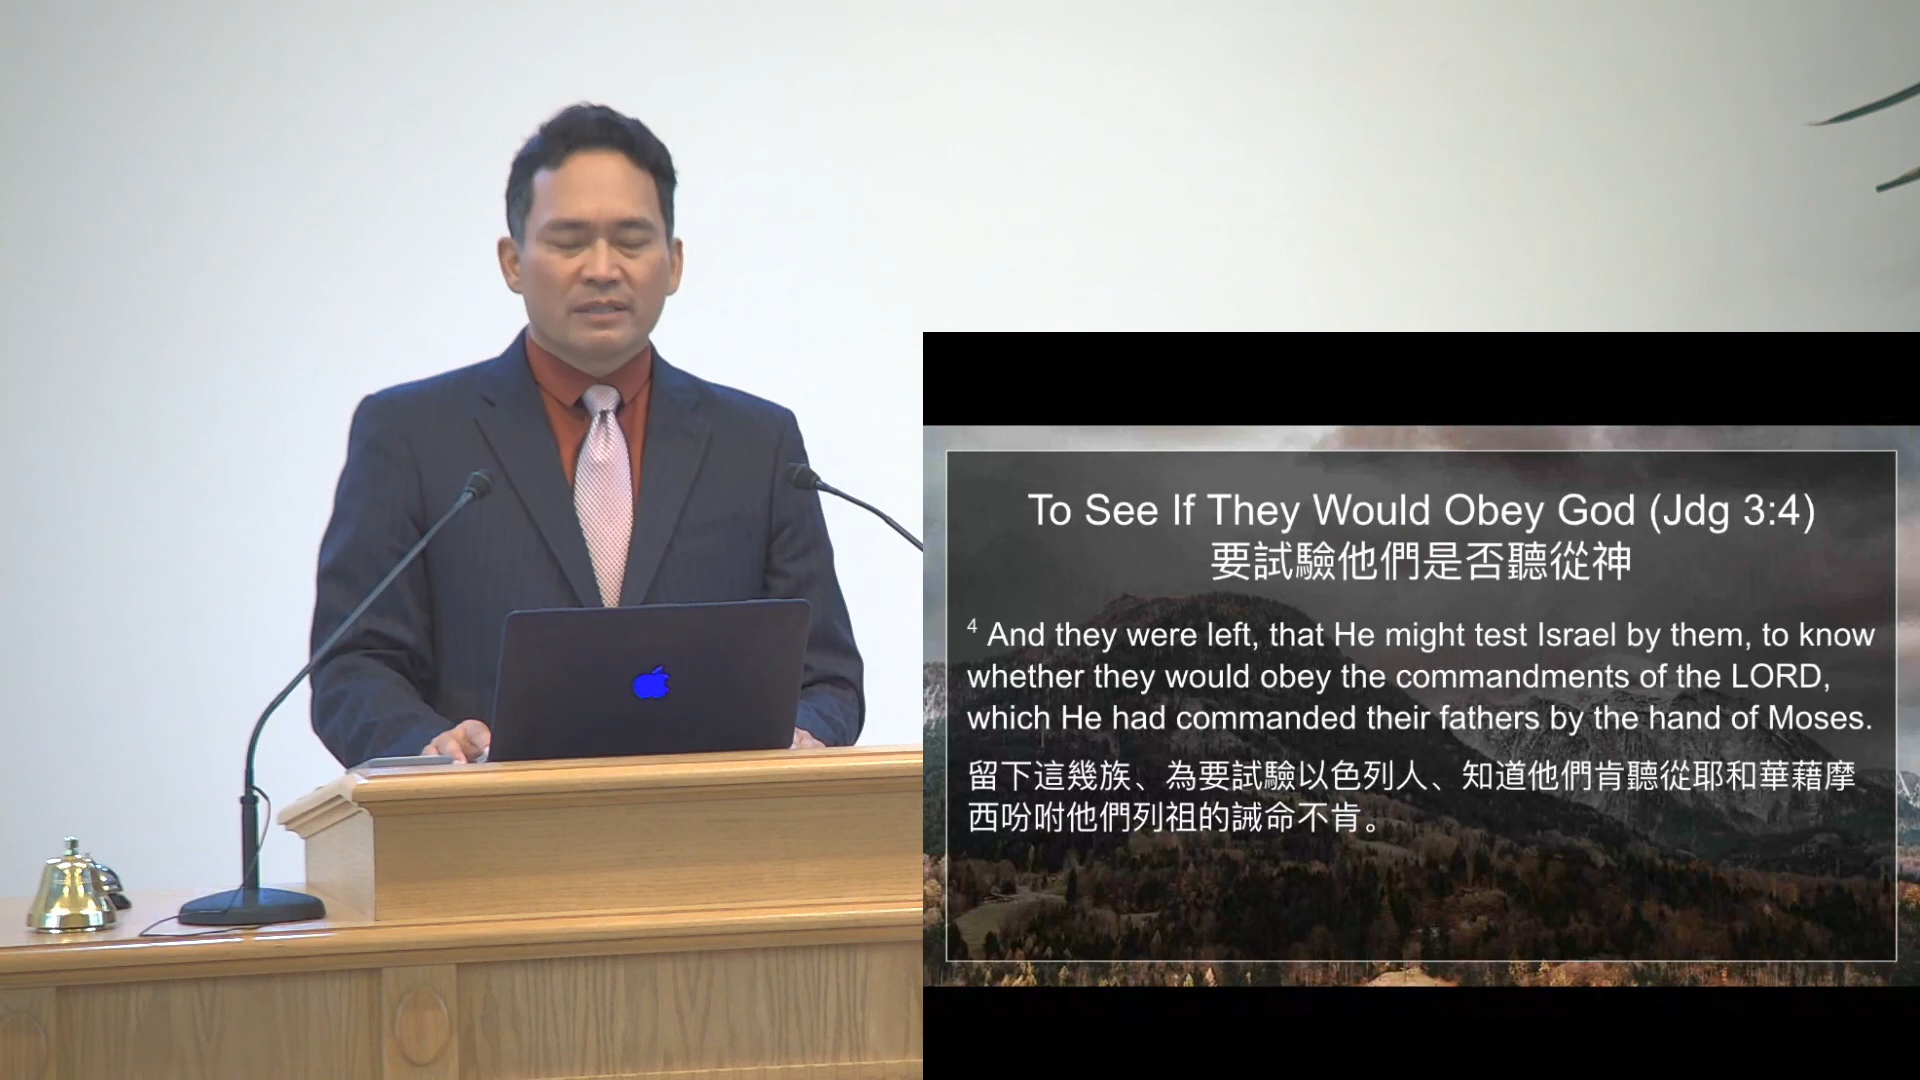 To See If They Would Obey God (Jdg 3:4)
要試驗他們是否聽從神
4 And they were left, that He might test Israel by them, to know
whether they would obey the commandments of the LORD,
which He had commanded their fathers by the hand of Moses.
留下這幾族、為要試驗以色列人、知道他們肯聽從耶和華藉摩
西吩咐他們列祖的誡命不肯。